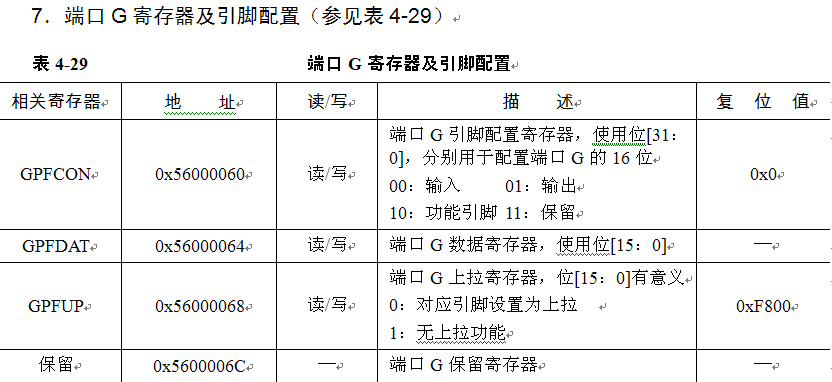 7．端口 G 寄存器及引脚配置（参见表 4-29）
表 4-29 端口 G 寄存器及引脚配置
相关寄存器 地 址 读/写 描 述 复 位 值
GPFCON 0x56000060 读/写 端口 G 引脚配置寄存器，使用位[31：
0]，分别用于配置端口 G 的 16 位
00：输入 01：输出
10：功能引脚 11：保留
0x0
GPFDAT 0x56000064 读/写 端口 G 数据寄存器，使用位[15：0] —
GPFUP 0x56000068 读/写 端口 G 上拉寄存器，位[15：0]有意义
0：对应引脚设置为上拉
1：无上拉功能
0xF800
保留 0x5600006C — 端口 G 保留寄存器 —